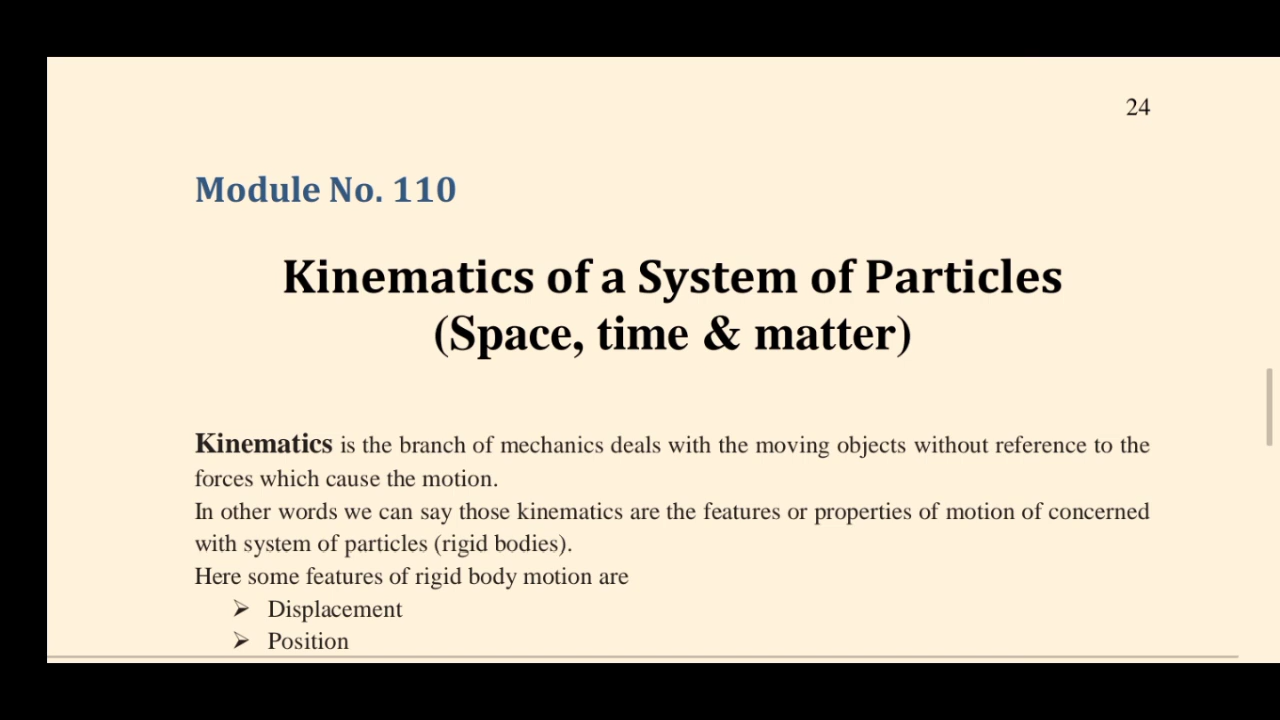 24
Module No. 110
Kinematics of a System of Particles
(Space, time & matter)
Kinematics is the branch of mechanics deals with the moving objects without reference to the
forces which cause the motion.
In other words we can say those kinematics are the features or properties of motion of concerned
with system of particles (rigid bodies).
Here some features of rigid body motion are
➢ Displacement
➢ Position